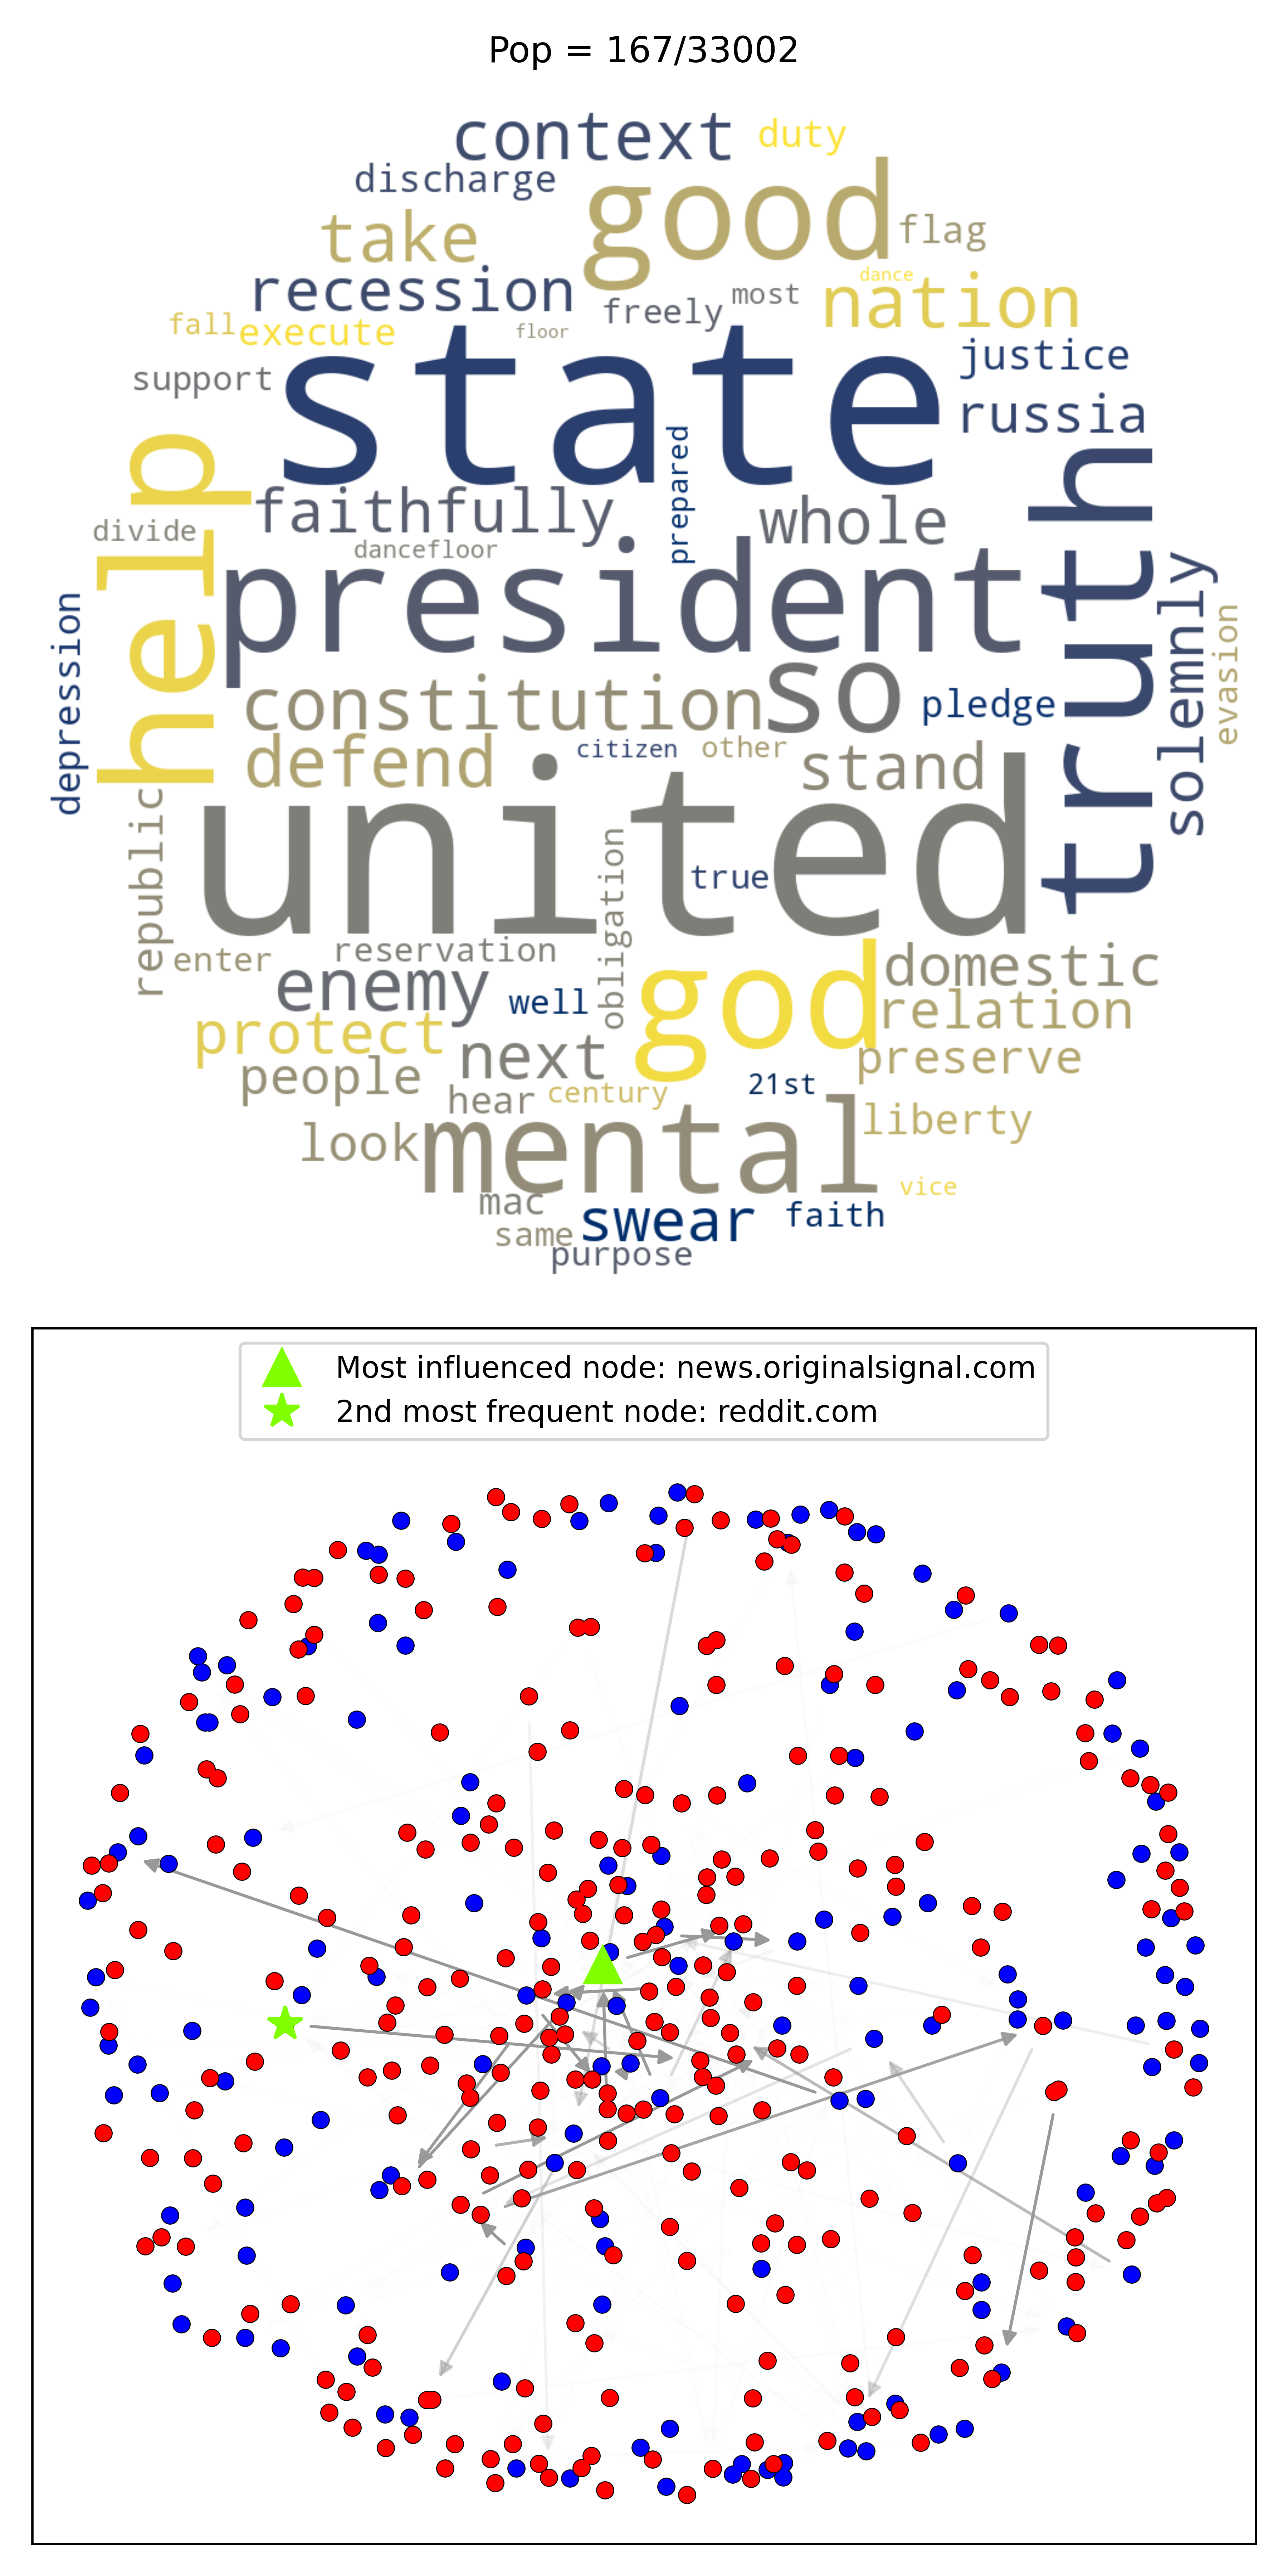 Pop = 167/33002
context duty
discharge
good
take flag
dance
recession freely most nation
fall execute floor
state justice
support
russia
prepared
help faithfully whole truth
divide dancefloor
president
depression solemnly evasion
constitution so pledge
defend citizen other stand
united
republic obligation true
enter reservation
enemy well god domestic
relation
protect next preserve
people hear century 21st
look mental liberty
mac vice
same swear faith
purpose
Most influenced node: news.originalsignal.com
2nd most frequent node: reddit.com